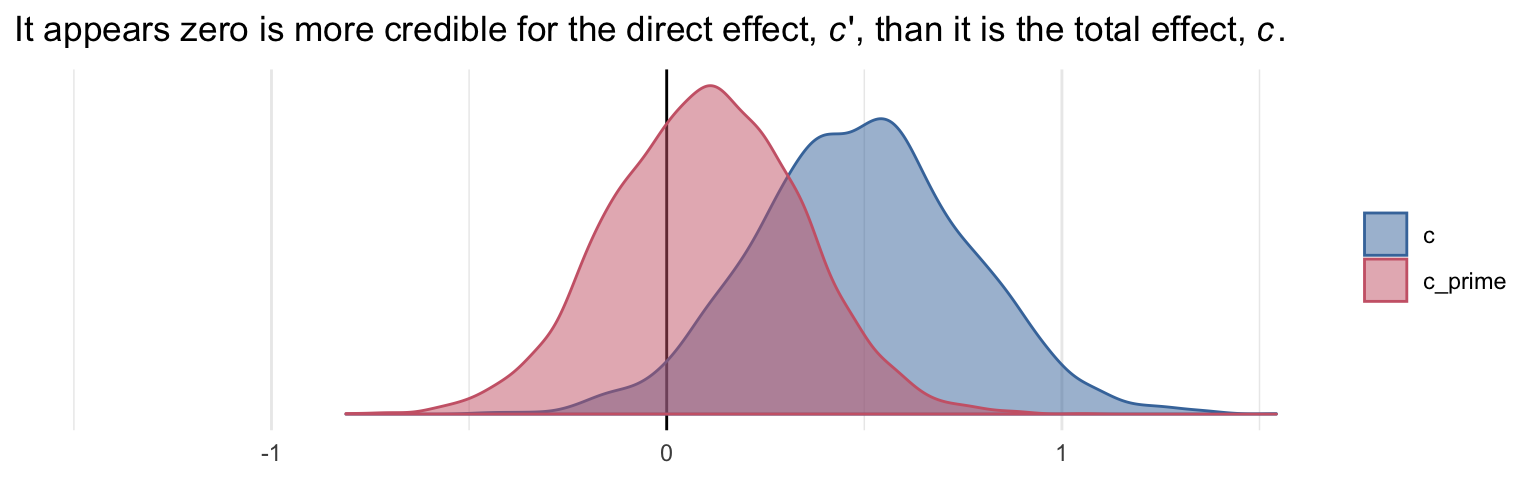 It appears zero is more credible for the direct effect, c', than it is the total effect, c.
c
c_prime
-1 0 1